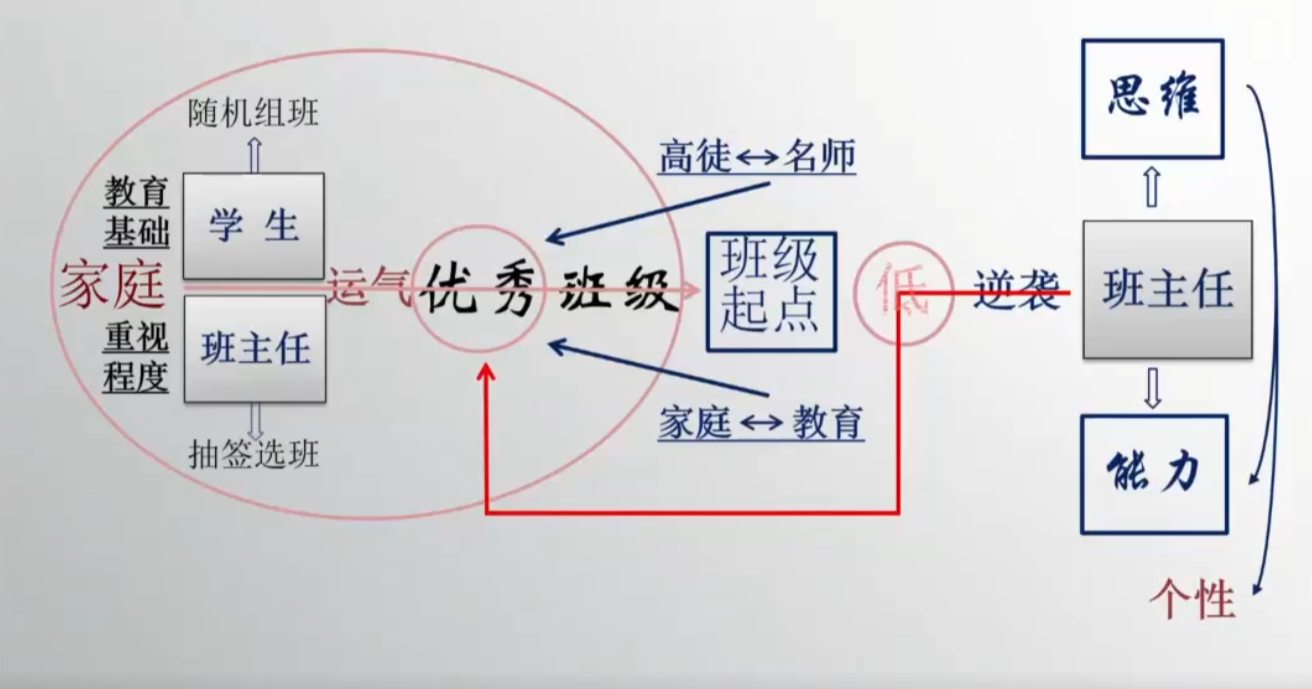 随机组班
教育
基础
学 生
家庭
重视
程度
班主任
抽签选班
运气
优秀班级
高徒↔名师
班级
起点
家庭↔教育
低
逆袭
思维
班主任
能力
个性